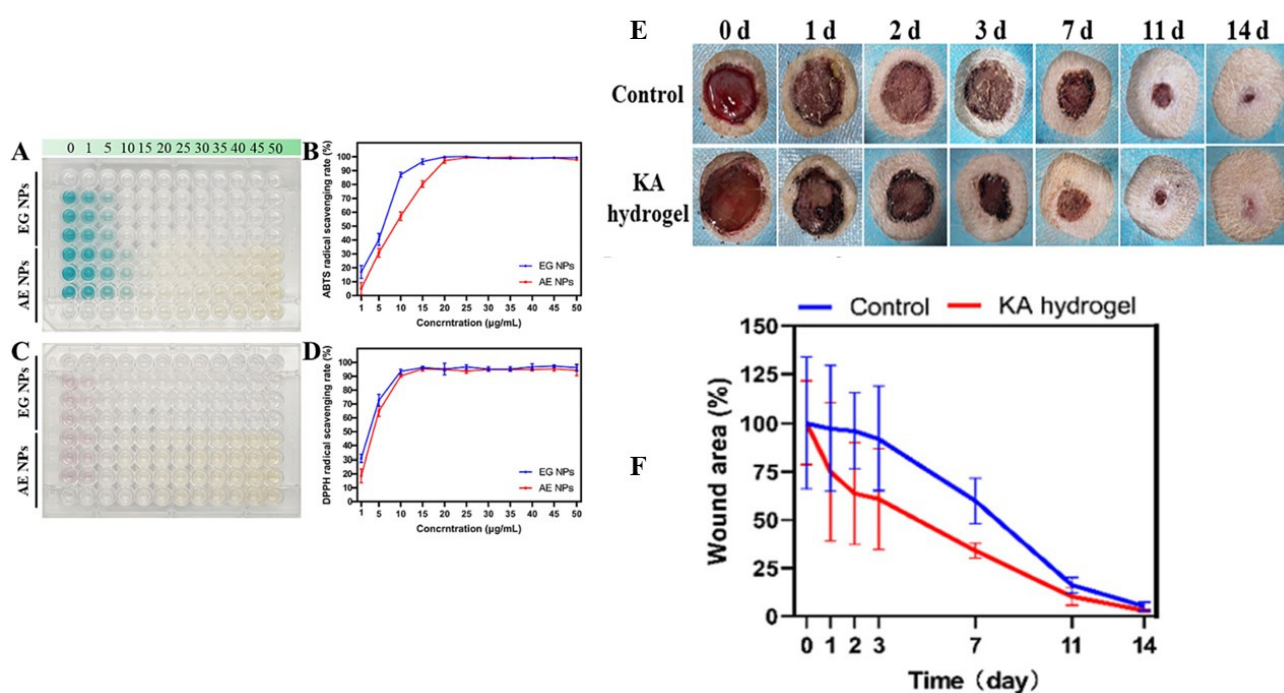 A
0 1 5 10 15 20 25 30 35 40 45 50
EG NPs
AE NPs
B
ABTS radical scavenging rate (%)
100
90
80
70
60
50
40
30
20
10
0
EG NPs
AE NPs
1 5 10 15 20 25 30 35 40 45 50
Concrntration (µg/mL)
C
EG NPs
AE NPs
D
DPPH radical scavenging rate (%)
100
90
80
70
60
50
40
30
20
10
0
EG NPs
AE NPs
1 5 10 15 20 25 30 35 40 45 50
Concrntration (µg/mL)
E
0 d 1 d 2 d 3 d 7 d 11 d 14 d
Control
KA
hydrogel
F
Control KA hydrogel
Wound area (%)
150
125
100
75
50
25
0
0 1 2 3 7 11 14
Time（day）